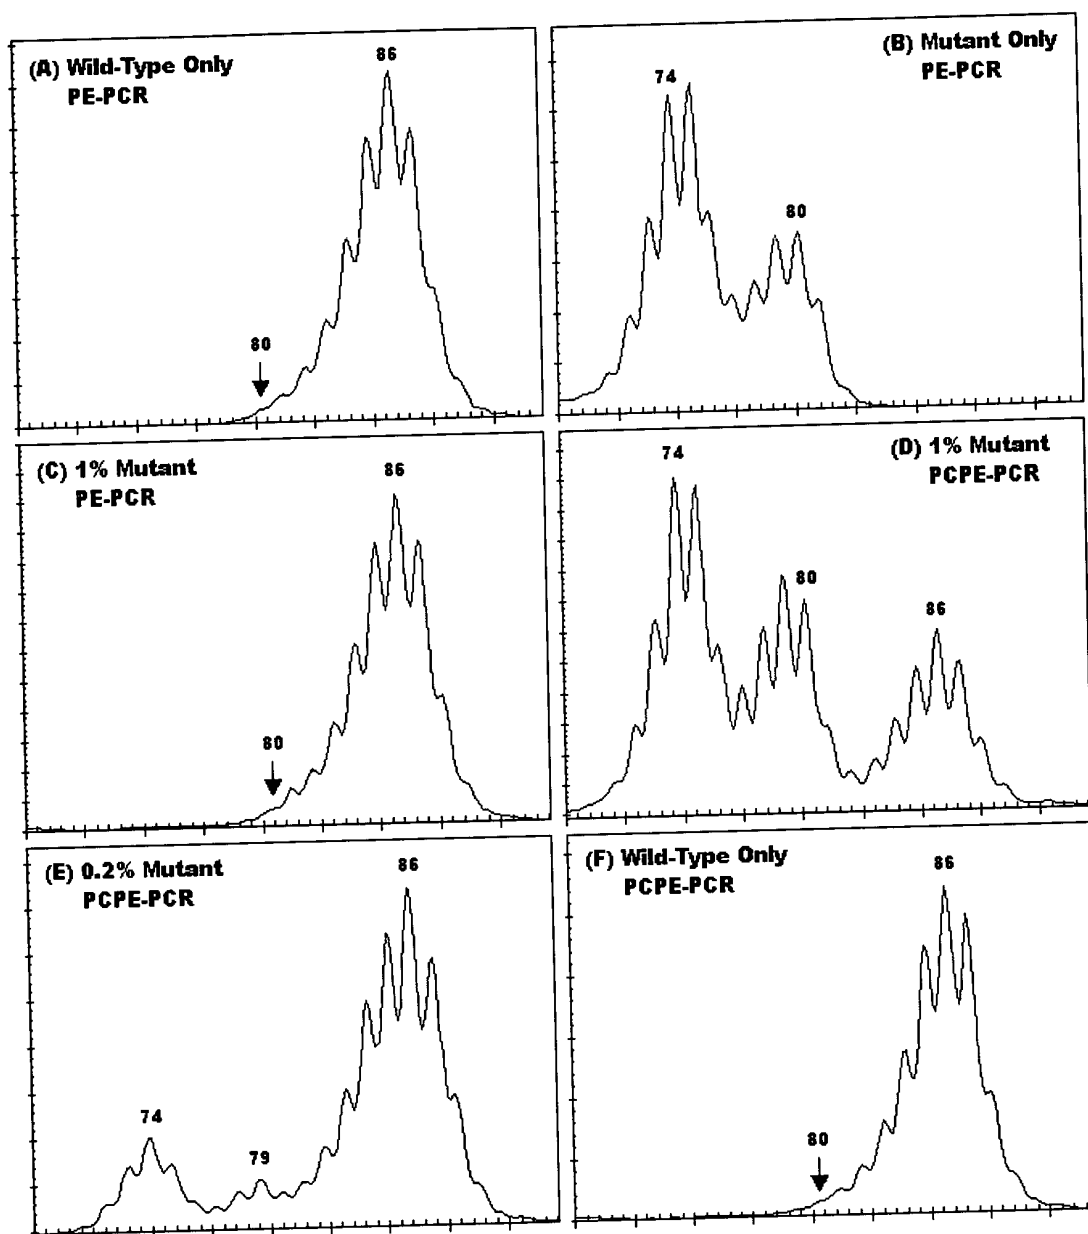 (A) Wild-Type Only
PE-PCR
86
80
(B) Mutant Only
PE-PCR
74
80
(C) 1% Mutant
PE-PCR
86
80
(D) 1% Mutant
PCPE-PCR
74
80
86
(E) 0.2% Mutant
PCPE-PCR
86
74
79
(F) Wild-Type Only
PCPE-PCR
86
80